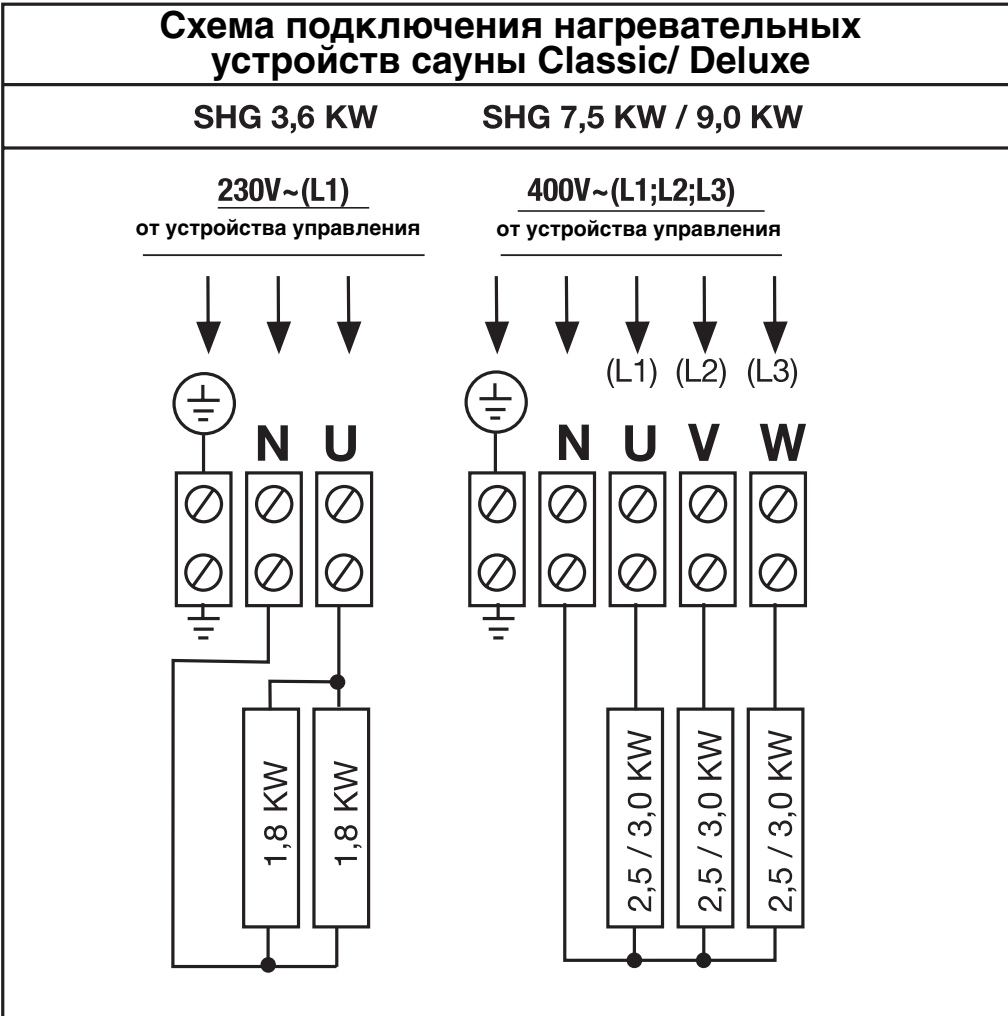 Схема подключения нагревательных
устройств сауны Classic/ Deluxe
SHG 3,6 KW
SHG 7,5 KW / 9,0 KW
230V~(L1)
от устройства управления
400V~(L1;L2;L3)
от устройства управления
(L1) (L2) (L3)
N U
N U V W
1,8 KW
1,8 KW
2,5 / 3,0 KW
2,5 / 3,0 KW
2,5 / 3,0 KW